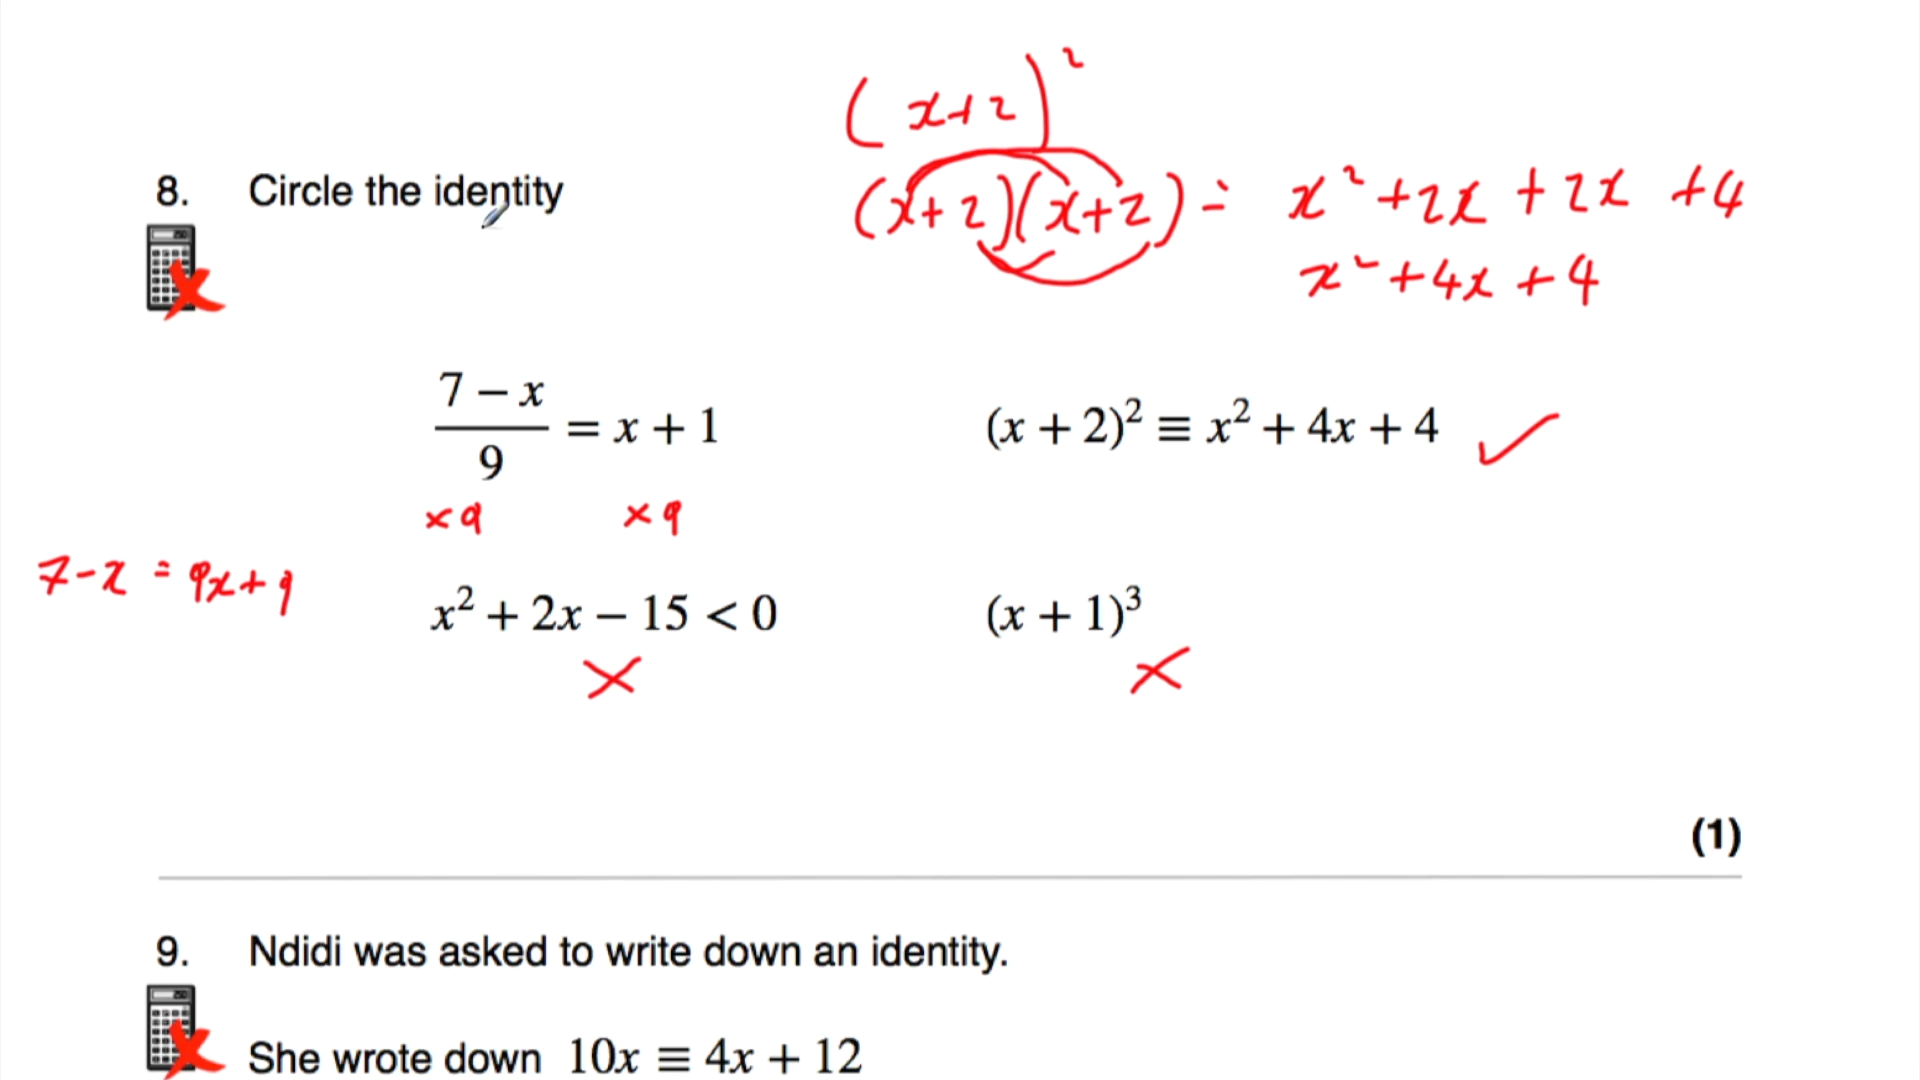 (x+2)²
8. Circle the identity
(x+2)(x+2) = x²+2x+2x+4
x²+4x+4
(7 − x)/9 = x + 1
(x + 2)² ≡ x² + 4x + 4 ✓
×9 ×9
7-x = 9x+9
x² + 2x − 15 < 0
(x + 1)³
(1)
9. Ndidi was asked to write down an identity.
She wrote down 10x ≡ 4x + 12